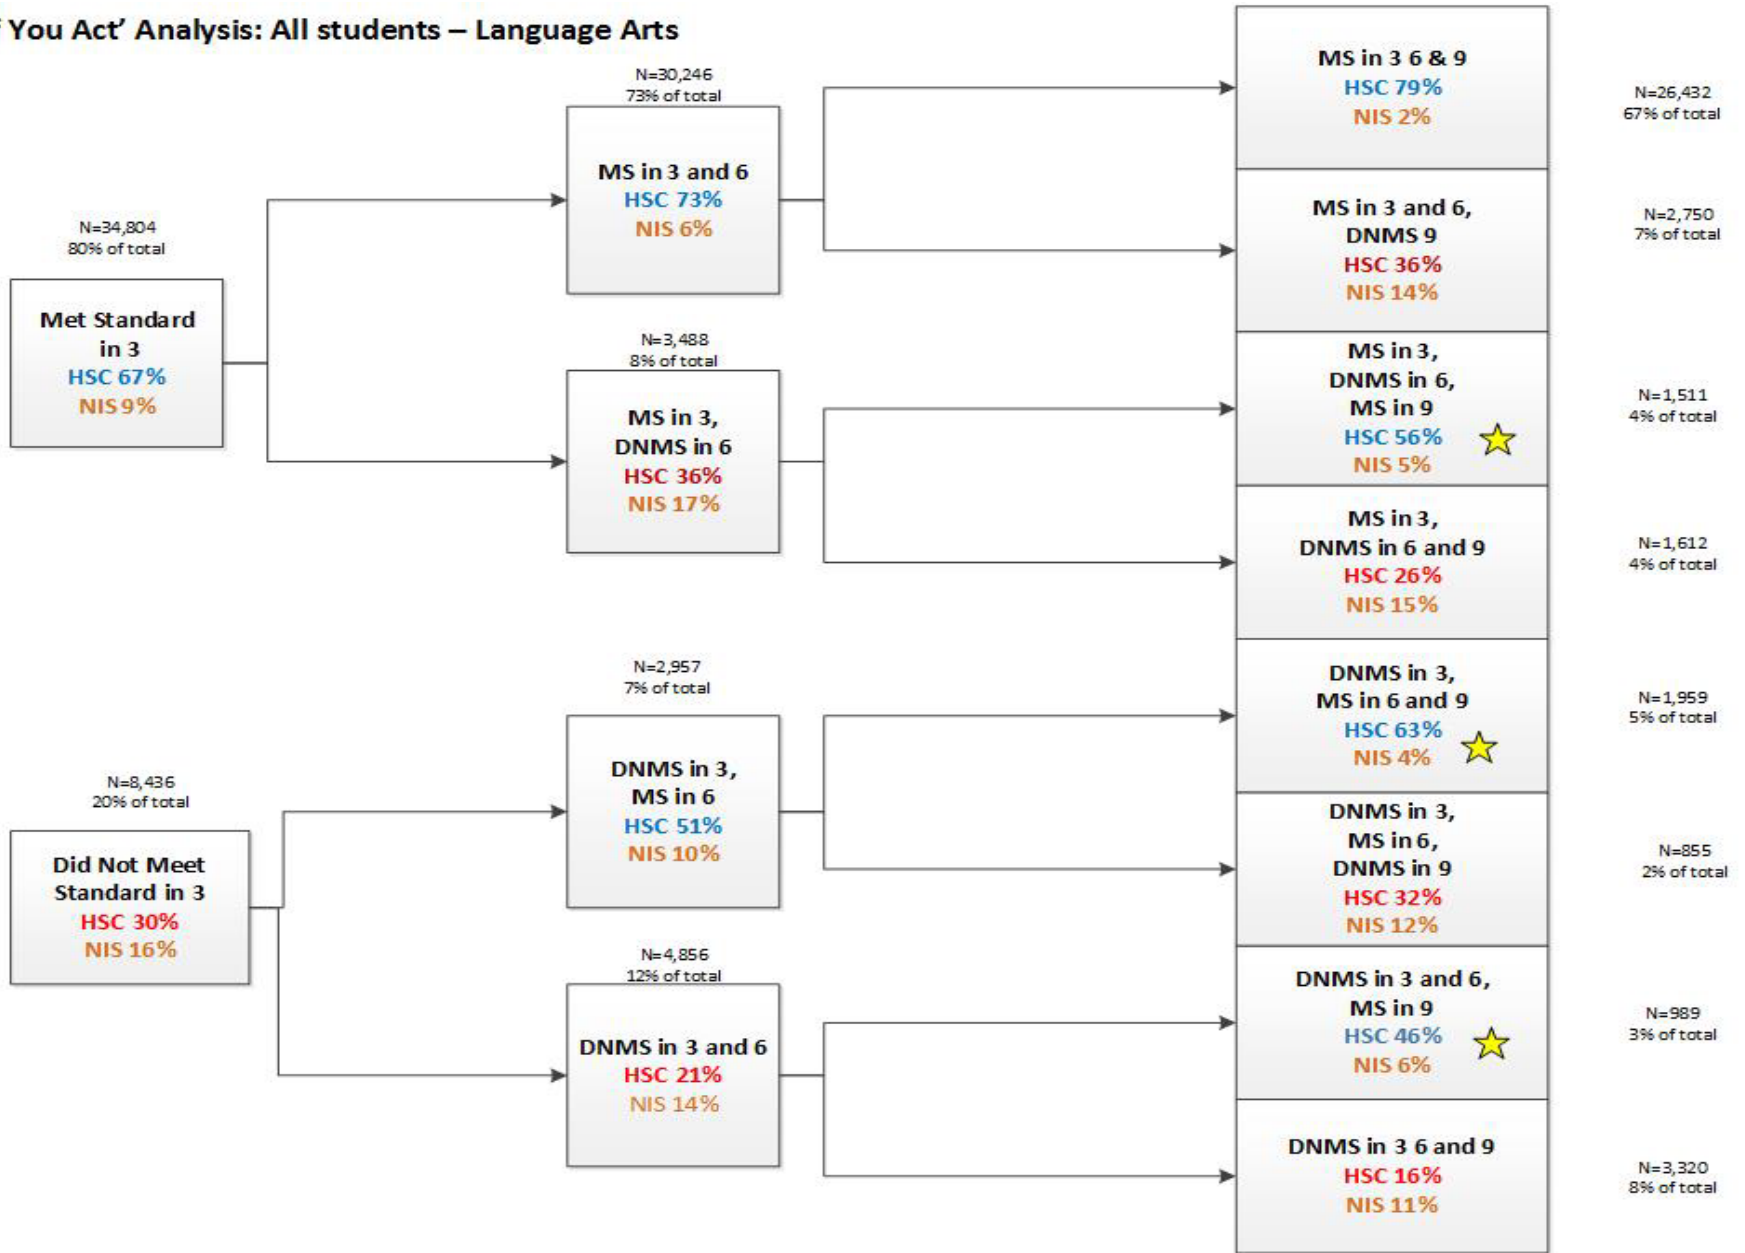 You Act’ Analysis: All students – Language Arts
N=34,804
80% of total
Met Standard
in 3
HSC 67%
NIS 9%
N=8,436
20% of total
Did Not Meet
Standard in 3
HSC 30%
NIS 16%
N=30,246
73% of total
MS in 3 and 6
HSC 73%
NIS 6%
N=3,488
8% of total
MS in 3,
DNMS in 6
HSC 36%
NIS 17%
N=2,957
7% of total
DNMS in 3,
MS in 6
HSC 51%
NIS 10%
N=4,856
12% of total
DNMS in 3 and 6
HSC 21%
NIS 14%
MS in 3 6 & 9
HSC 79%
NIS 2%
N=26,432
67% of total
MS in 3 and 6,
DNMS 9
HSC 36%
NIS 14%
N=2,750
7% of total
MS in 3,
DNMS in 6,
MS in 9
HSC 56%
NIS 5%
N=1,511
4% of total
MS in 3,
DNMS in 6 and 9
HSC 26%
NIS 15%
N=1,612
4% of total
DNMS in 3,
MS in 6 and 9
HSC 63%
NIS 4%
N=1,959
5% of total
DNMS in 3,
MS in 6,
DNMS in 9
HSC 32%
NIS 12%
N=855
2% of total
DNMS in 3 and 6,
MS in 9
HSC 46%
NIS 6%
N=989
3% of total
DNMS in 3 6 and 9
HSC 16%
NIS 11%
N=3,320
8% of total